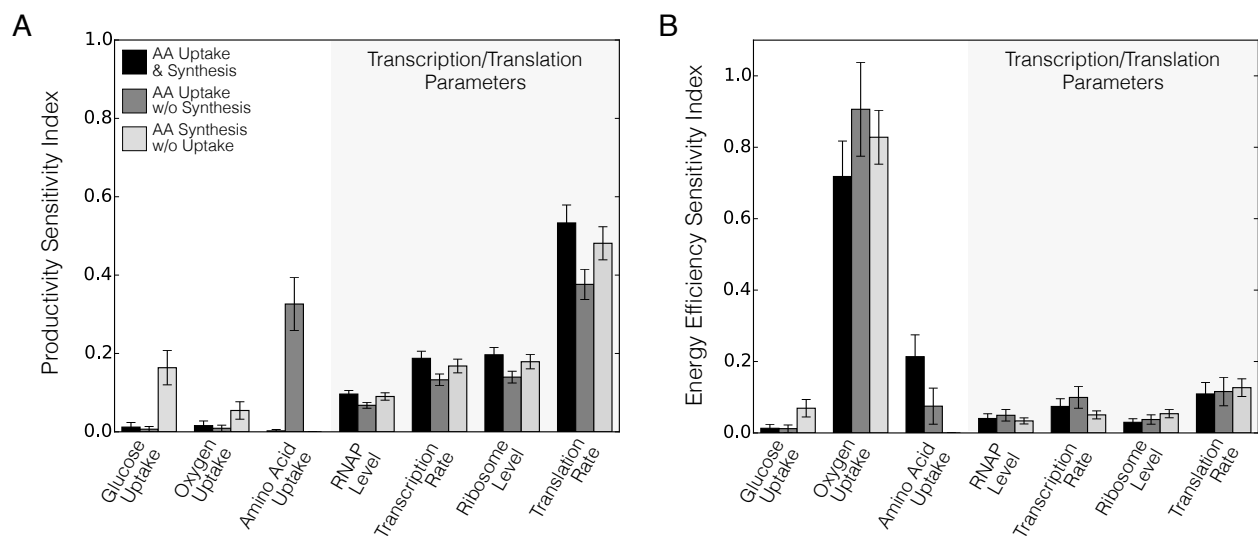 A
Productivity Sensitivity Index
1.0
0.8
0.6
0.4
0.2
0.0
AA Uptake
& Synthesis
AA Uptake
w/o Synthesis
AA Synthesis
w/o Uptake
Transcription/Translation
Parameters
Glucose
Uptake
Oxygen
Uptake
Amino Acid
Uptake
RNAP
Level
Transcription
Rate
Ribosome
Level
Translation
Rate
B
Energy Efficiency Sensitivity Index
1.0
0.8
0.6
0.4
0.2
0.0
Transcription/Translation
Parameters
Glucose
Uptake
Oxygen
Uptake
Amino Acid
Uptake
RNAP
Level
Transcription
Rate
Ribosome
Level
Translation
Rate